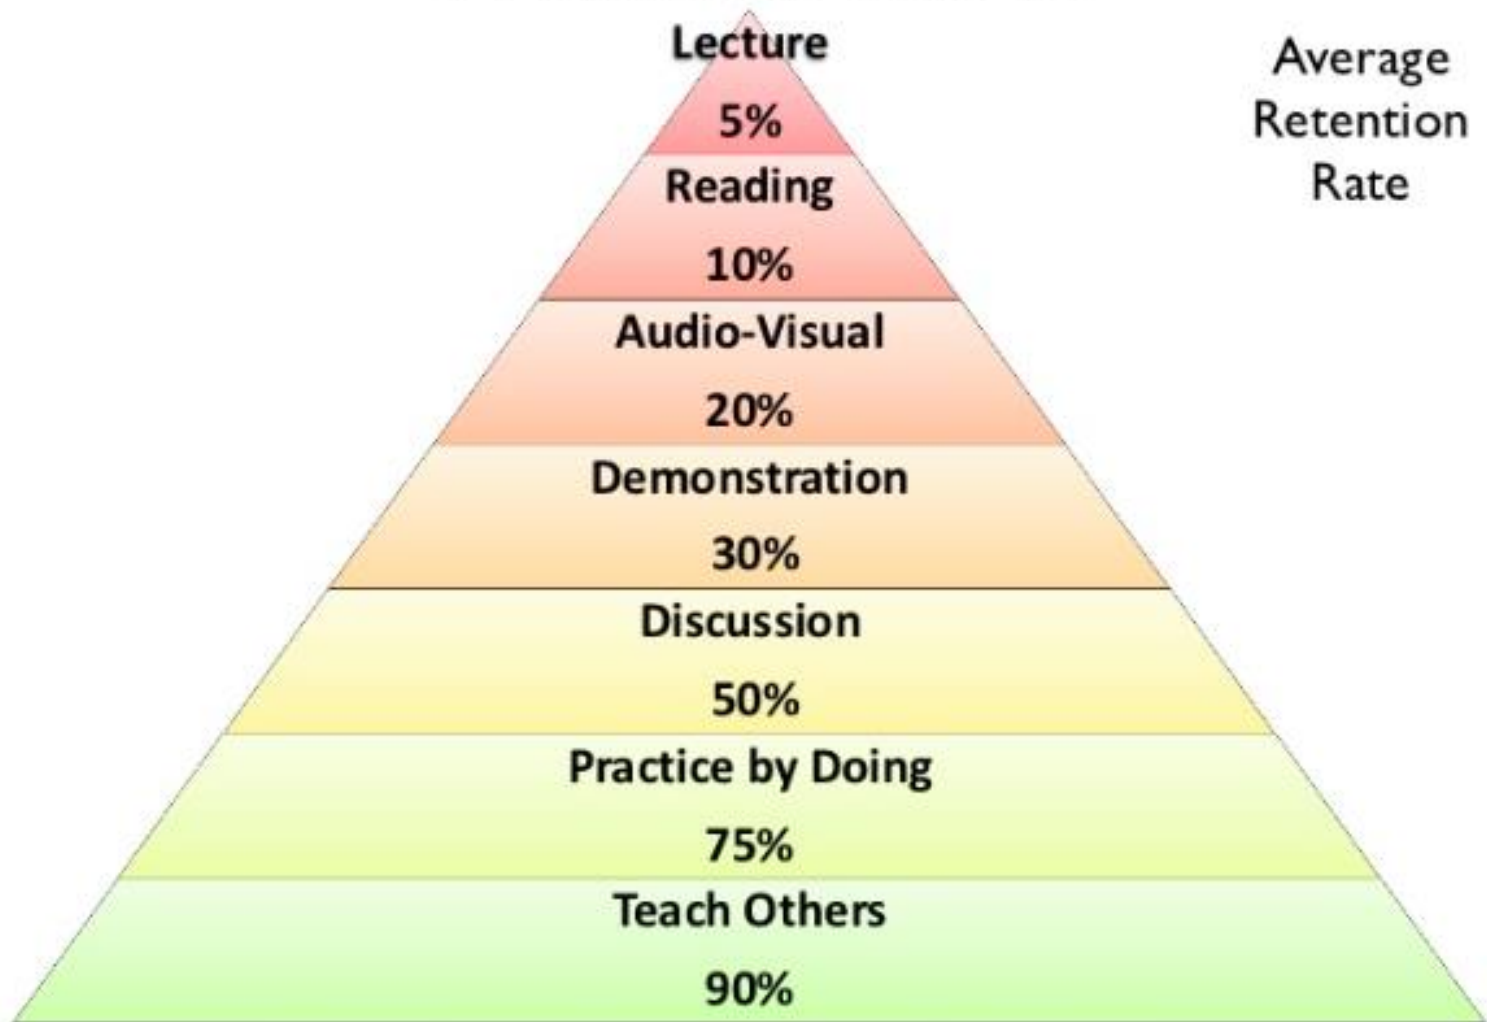 Lecture
5%
Reading
10%
Audio-Visual
20%
Demonstration
30%
Discussion
50%
Practice by Doing
75%
Teach Others
90%
Average
Retention
Rate